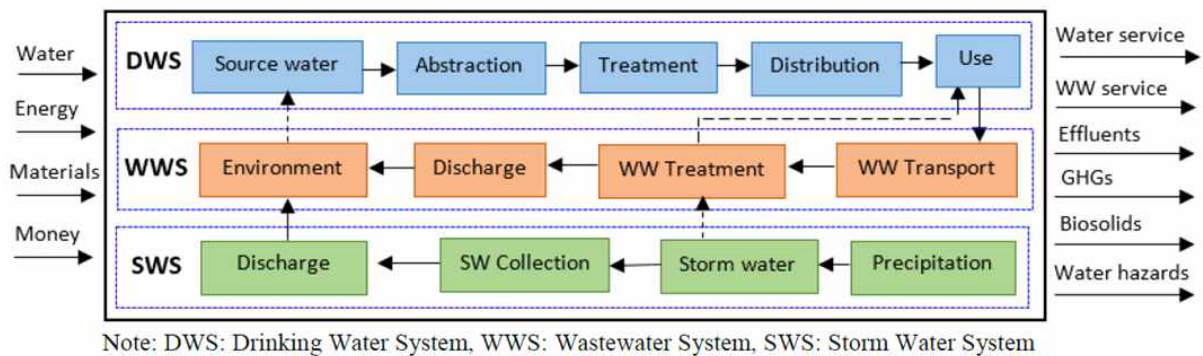 Water
Energy
Materials
Money
DWS
Source water
Abstraction
Treatment
Distribution
Use
WWS
Environment
Discharge
WW Treatment
WW Transport
SWS
Discharge
SW Collection
Storm water
Precipitation
Water service
WW service
Effluents
GHGs
Biosolids
Water hazards
Note: DWS: Drinking Water System, WWS: Wastewater System, SWS: Storm Water System